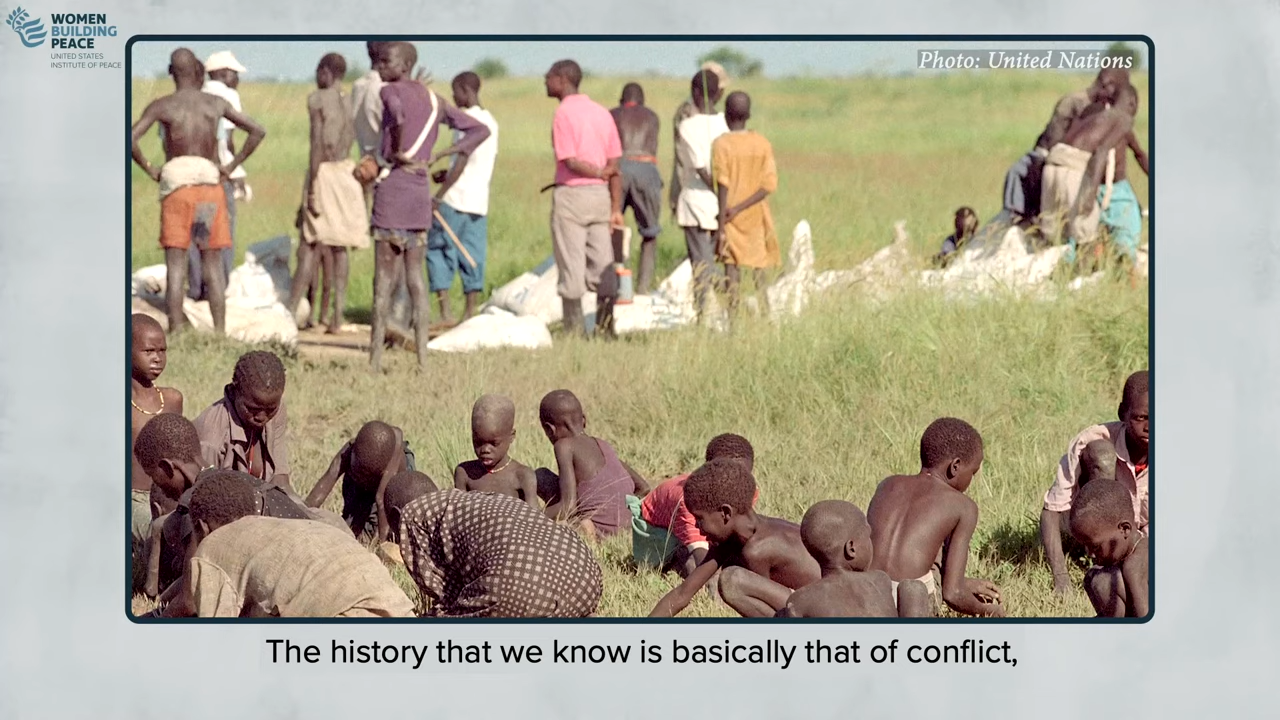 WOMEN
BUILDING
PEACE
UNITED STATES
INSTITUTE OF PEACE
Photo: United Nations
The history that we know is basically that of conflict,